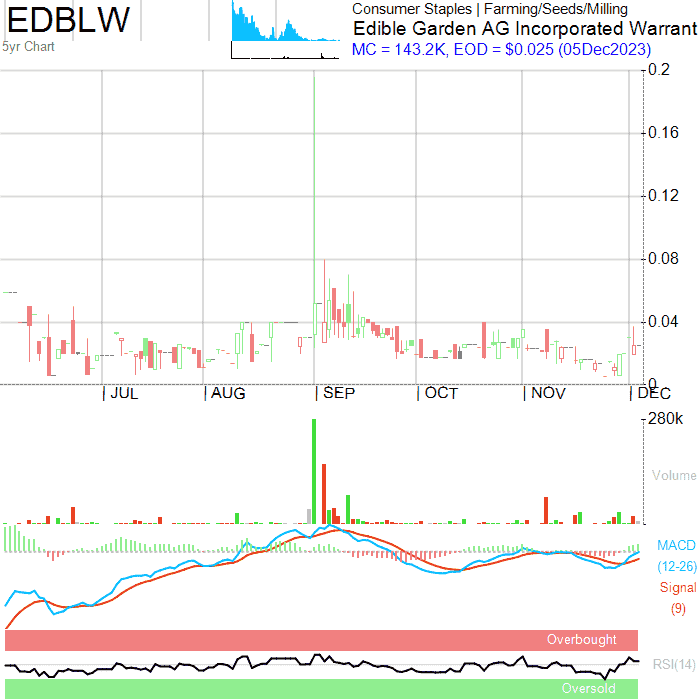 EDBLW
5yr Chart
Consumer Staples | Farming/Seeds/Milling
Edible Garden AG Incorporated Warrant
MC = 143.2K, EOD = $0.025 (05Dec2023)
0.2
0.16
0.12
0.08
0.04
0
JUL AUG SEP OCT NOV DEC
280k
Volume
MACD
(12-26)
Signal
(9)
Overbought
RSI(14)
Oversold